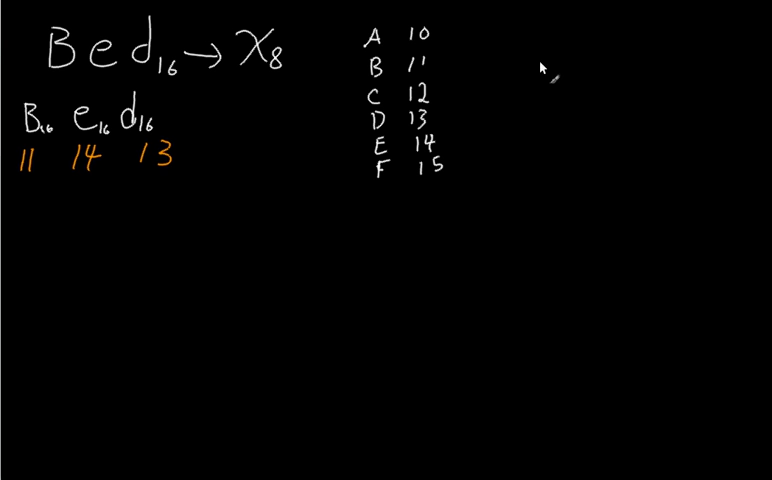 Bed₁₆ → X₈
B₁₆ e₁₆ d₁₆
11 14 13
A 10
B 11
C 12
D 13
E 14
F 15